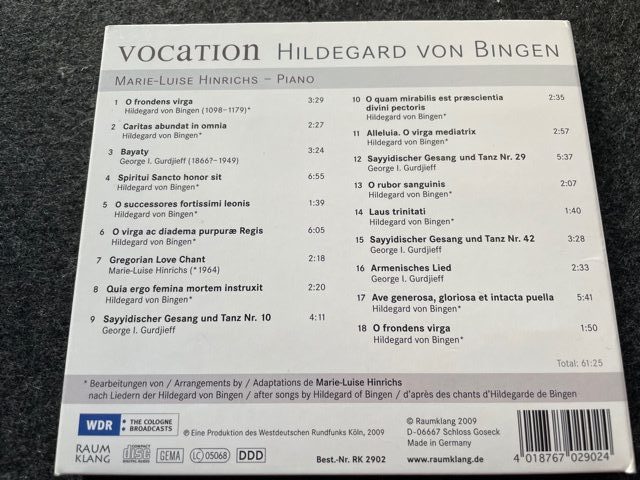 VOCATION HILDEGARD VON BINGEN
MARIE-LUISE HINRICHS – PIANO
1 O frondens virga 3:29
Hildegard von Bingen (1098–1179)*
2 Caritas abundat in omnia 2:27
Hildegard von Bingen*
3 Bayaty 3:24
George I. Gurdjieff (1866?–1949)
4 Spiritui Sancto honor sit 6:55
Hildegard von Bingen*
5 O successores fortissimi leonis 1:39
Hildegard von Bingen*
6 O virga ac diadema purpuræ Regis 6:05
Hildegard von Bingen*
7 Gregorian Love Chant 2:18
Marie-Luise Hinrichs (*1964)
8 Quia ergo femina mortem instruxit 2:20
Hildegard von Bingen*
9 Sayyidischer Gesang und Tanz Nr. 10 4:11
George I. Gurdjieff
10 O quam mirabilis est præscientia 2:35
divini pectoris
Hildegard von Bingen*
11 Alleluia. O virga mediatrix 2:57
Hildegard von Bingen*
12 Sayyidischer Gesang und Tanz Nr. 29 5:37
George I. Gurdjieff
13 O rubor sanguinis 2:07
Hildegard von Bingen*
14 Laus trinitati 1:40
Hildegard von Bingen*
15 Sayyidischer Gesang und Tanz Nr. 42 3:28
George I. Gurdjieff
16 Armenisches Lied 2:33
George I. Gurdjieff
17 Ave generosa, gloriosa et intacta puella 5:41
Hildegard von Bingen*
18 O frondens virga 1:50
Hildegard von Bingen*
Total: 61:25
* Bearbeitungen von / Arrangements by / Adaptations de Marie-Luise Hinrichs
nach Liedern der Hildegard von Bingen / after songs by Hildegard of Bingen / d'après des chants d'Hildegarde de Bingen
WDR THE COLOGNE
BROADCASTS
℗ Eine Produktion des Westdeutschen Rundfunks Köln, 2009
RAUM
KLANG
COMPACT
disc
DIGITAL AUDIO
GEMA
LC 05068
DDD
Best.-Nr. RK 2902
© Raumklang 2009
D-06667 Schloss Goseck
Made in Germany
www.raumklang.de
4 018767 029024